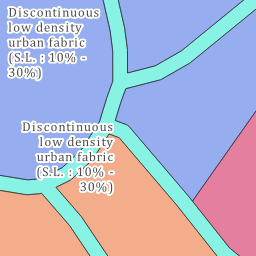 Discontinuous
low density
urban fabric
(S.L. : 10% -
30%)
Discontinuous
low density
urban fabric
(S.L. : 10% -
30%)